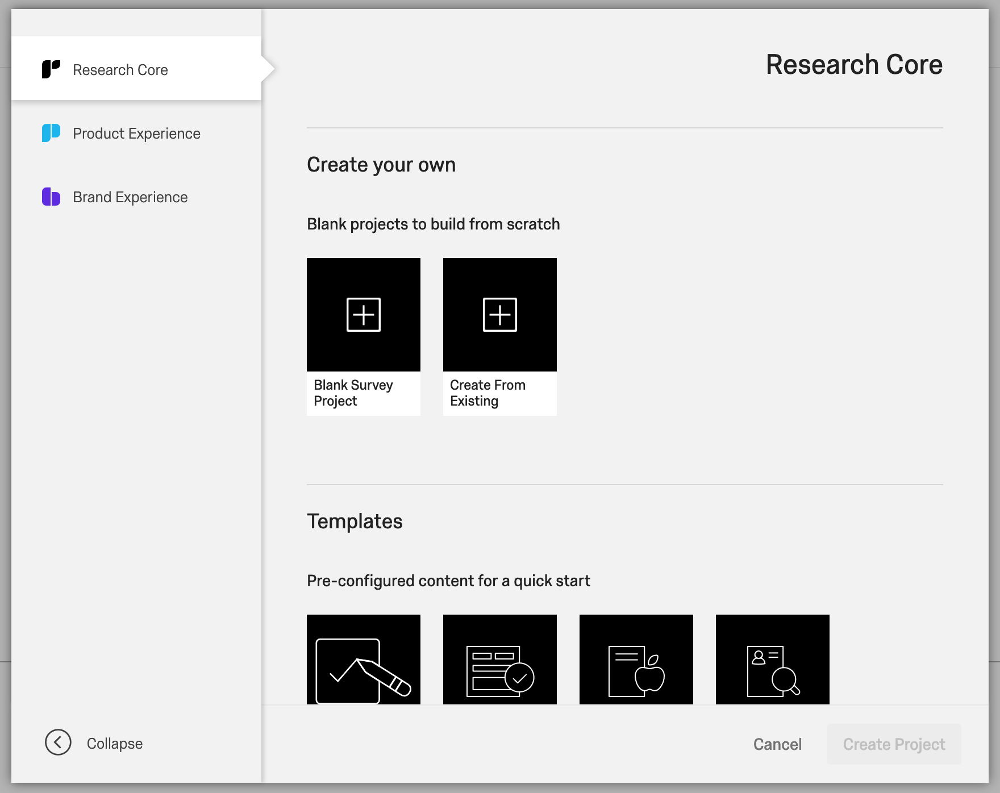 Research Core
Product Experience
Brand Experience
Collapse
Research Core
Create your own
Blank projects to build from scratch
Blank Survey
Project
Create From
Existing
Templates
Pre-configured content for a quick start
Cancel
Create Project